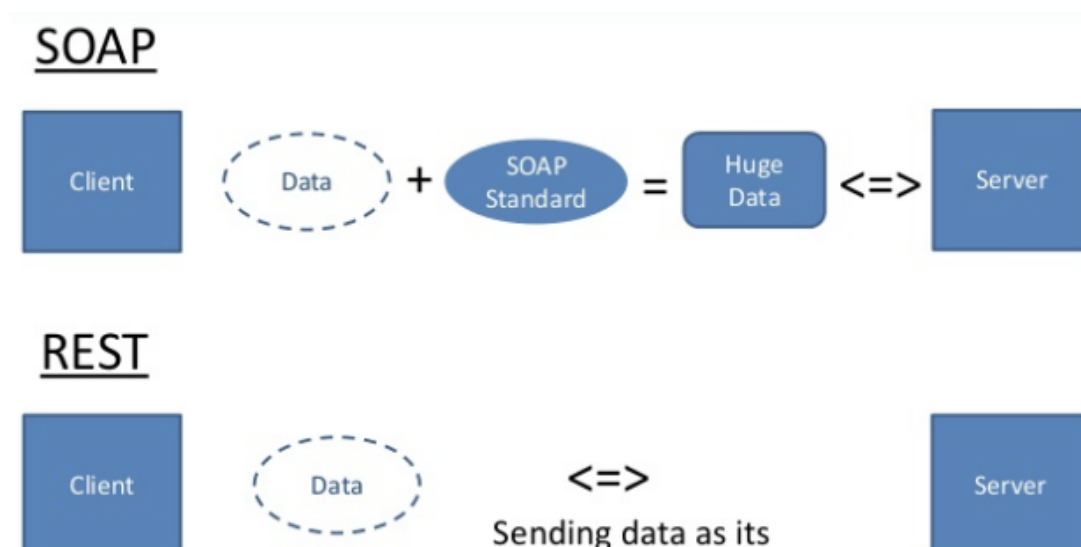 SOAP
Client
Data
+
SOAP
Standard
=
Huge
Data
<=>
Server
REST
Client
Data
<=>
Sending data as its
Server